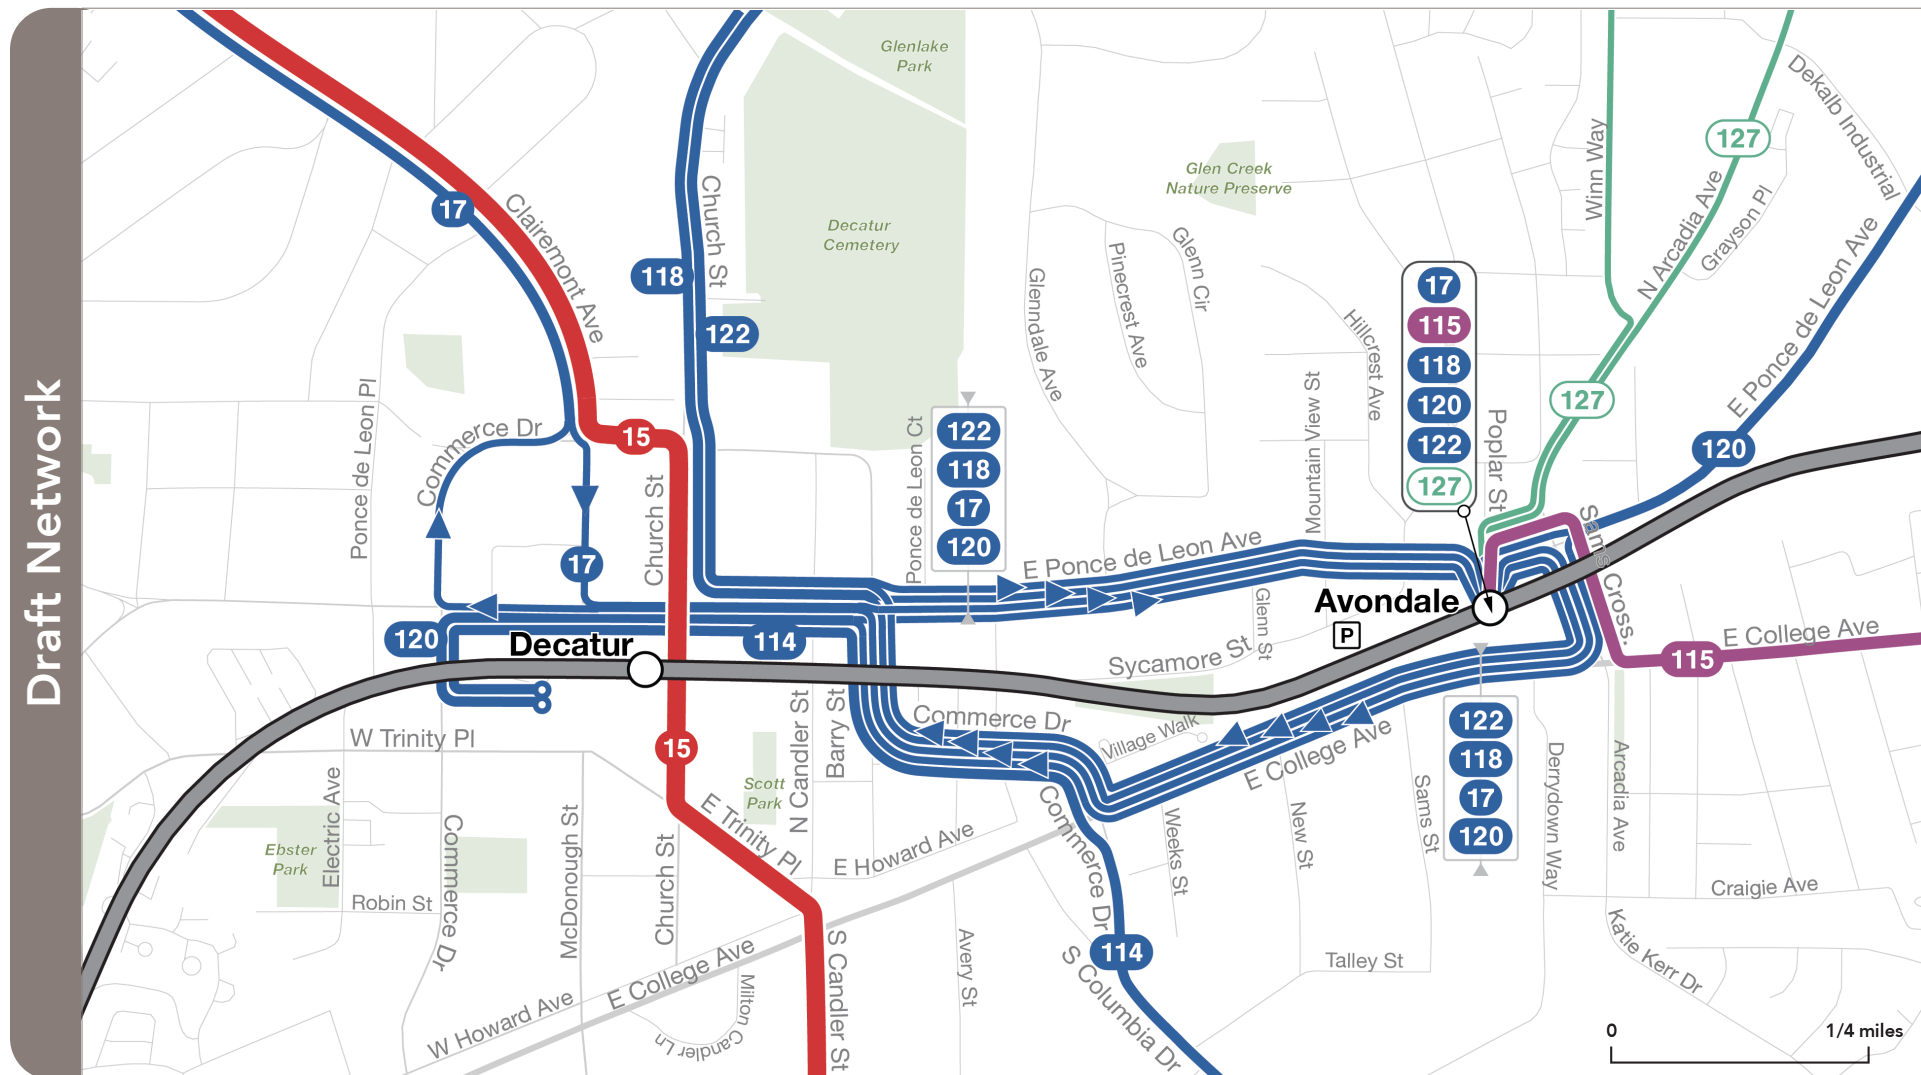 Draft Network
Glenlake
Park
Dekalb Industrial
Winn Way
127
N Arcadia Ave
Grayson Pl
Glen Creek
Nature Preserve
17
Clairemont Ave
Church St
Decatur
Cemetery
118
122
Glenndale Ave
Pinecrest Ave
Glenn Cir
Hillcrest Ave
Mountain View St
17
115
118
120
122
127
Poplar St
127
E Ponce de Leon Ave
120
Ponce de Leon Pl
Commerce Dr
15
Church St
17
Ponce de Leon Ct
122
118
17
120
E Ponce de Leon Ave
Sams Cross.
Glenn St
Avondale
P
120
Decatur
114
Sycamore St
E College Ave
115
W Trinity Pl
15
N Candler St
Barry St
Commerce Dr
Village Walk
E College Ave
122
118
17
120
Scott
Park
E Trinity Pl
E Howard Ave
Electric Ave
Ebster
Park
Robin St
Commerce Dr
McDonough St
Church St
Commerce Dr
Weeks St
New St
Sams St
Derrydown Way
Arcadia Ave
Craigie Ave
Katie Kerr Dr
Talley St
114
S Columbia Dr
Avery St
S Candler St
Milton Candler Ln
E College Ave
W Howard Ave
0
1/4 miles